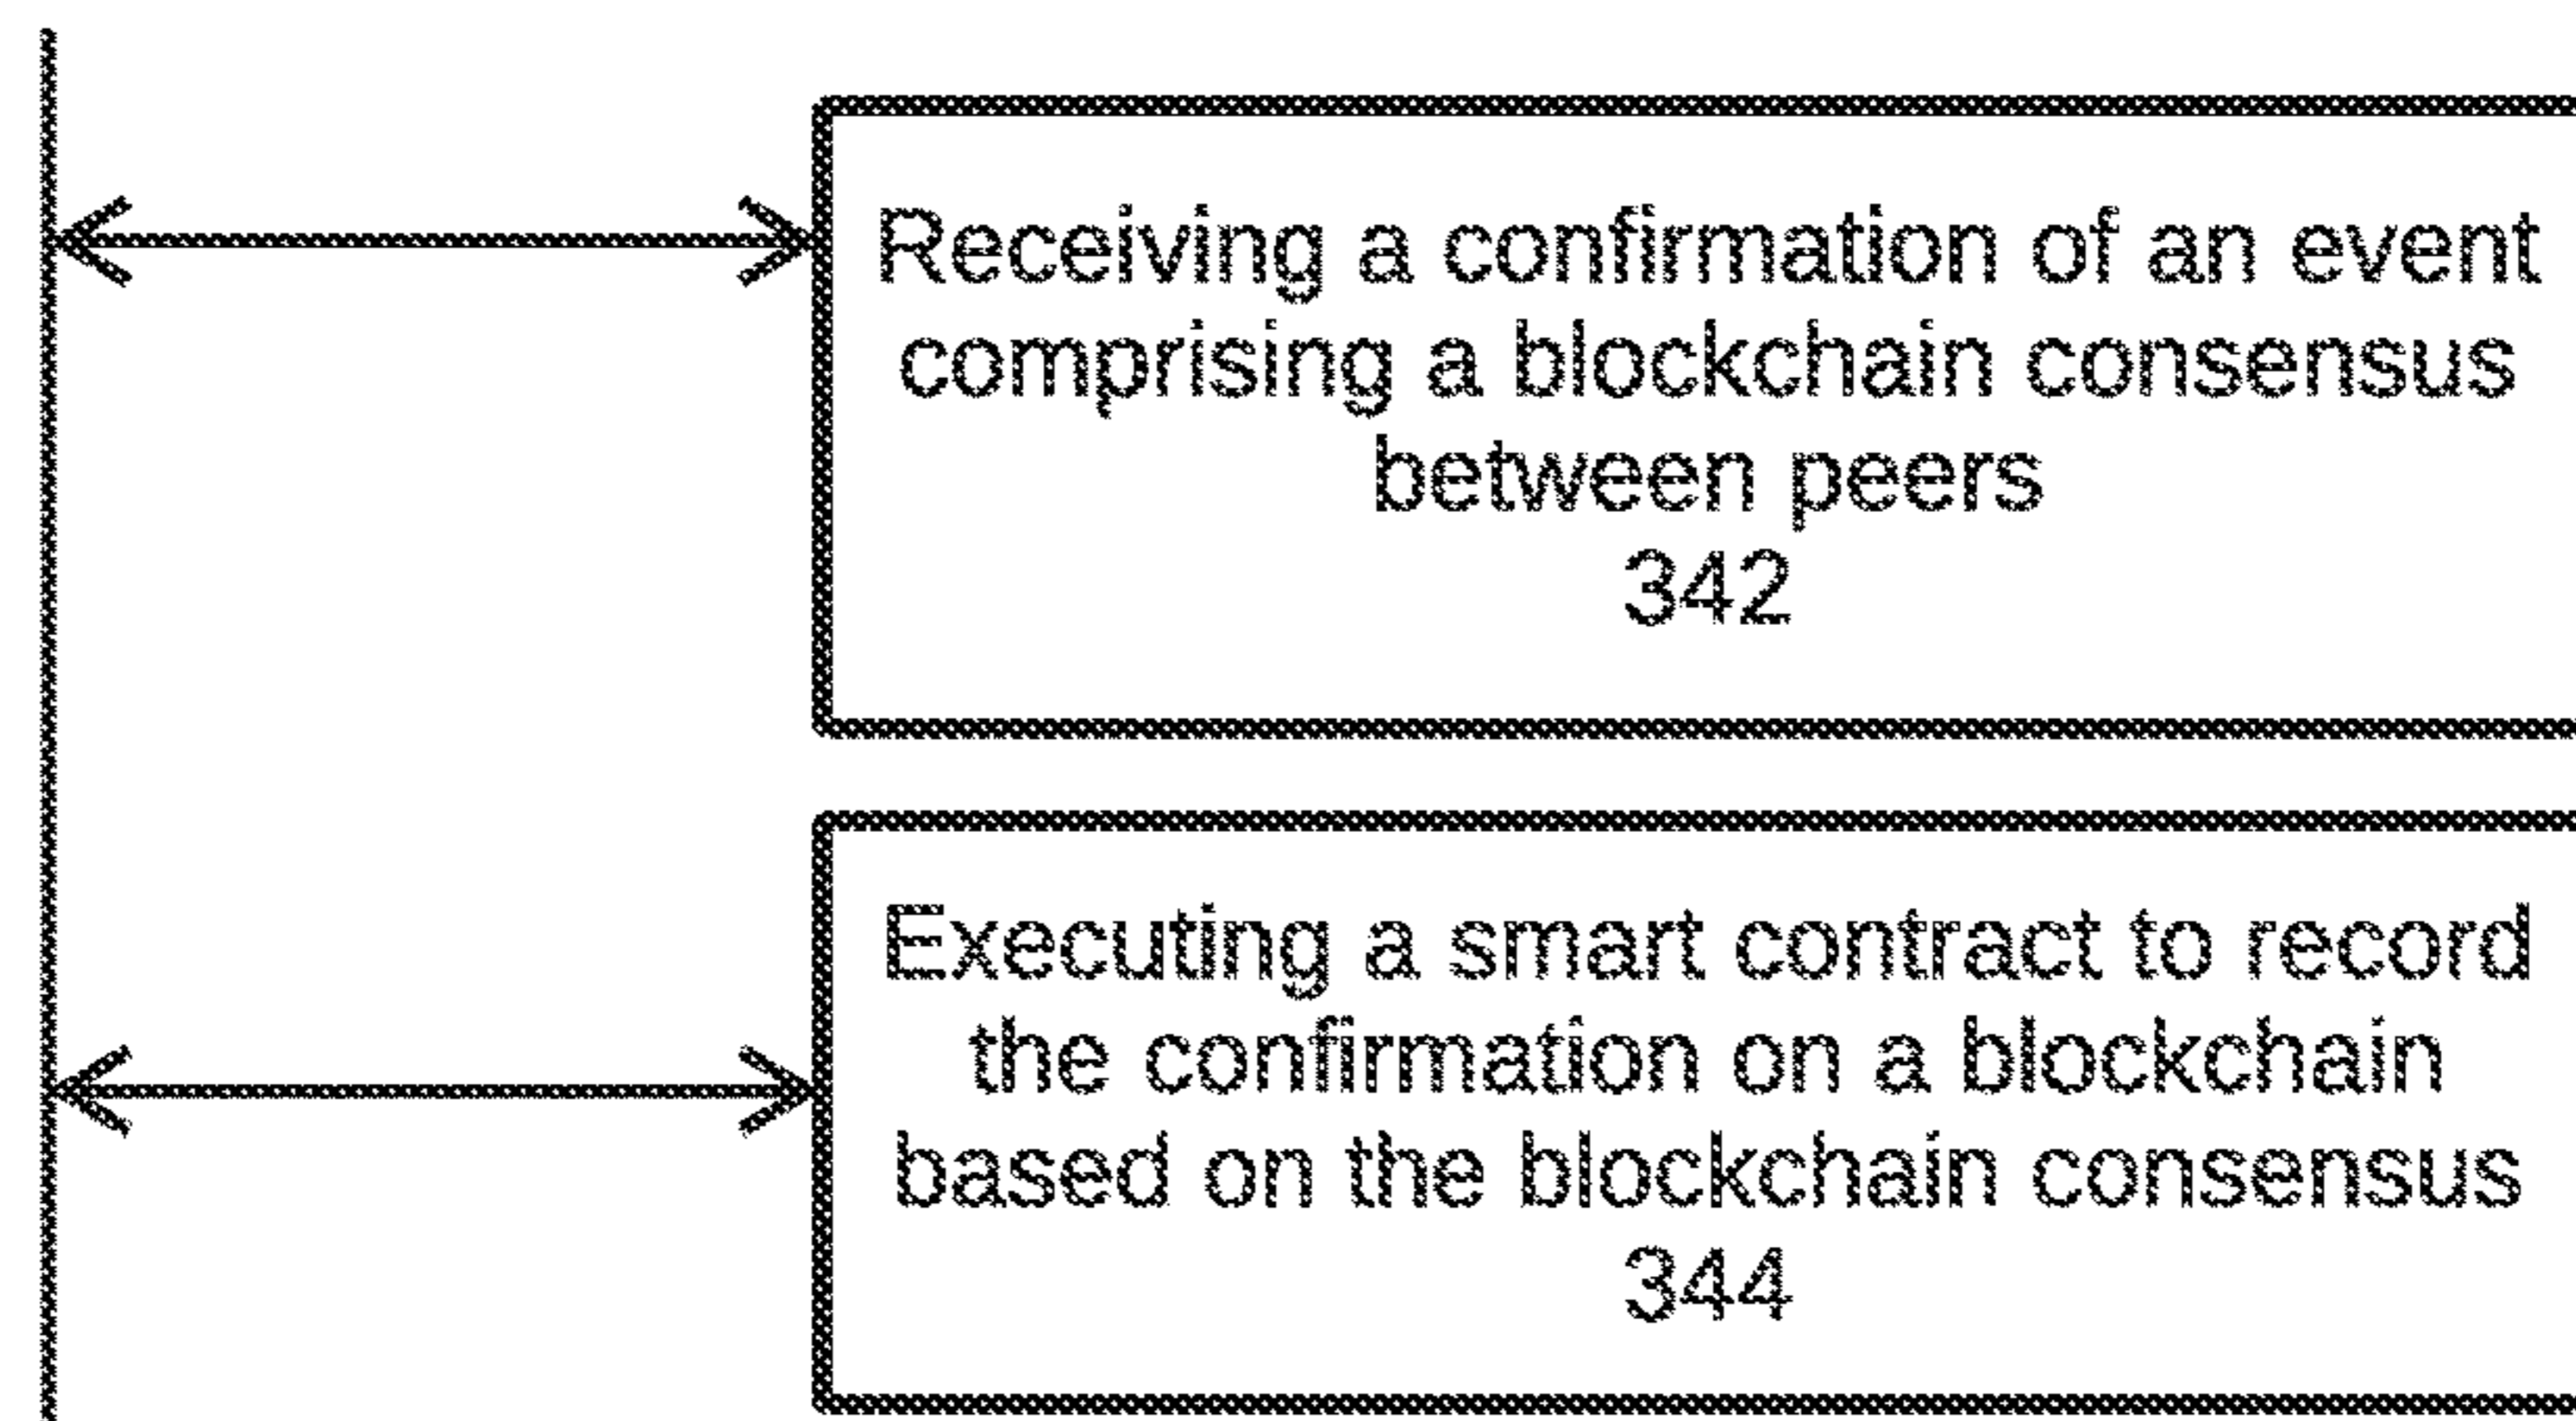 Receiving a confirmation of an event
comprising a blockchain consensus
between peers
342
Executing a smart contract to record
the confirmation on a blockchain
based on the blockchain consensus
344